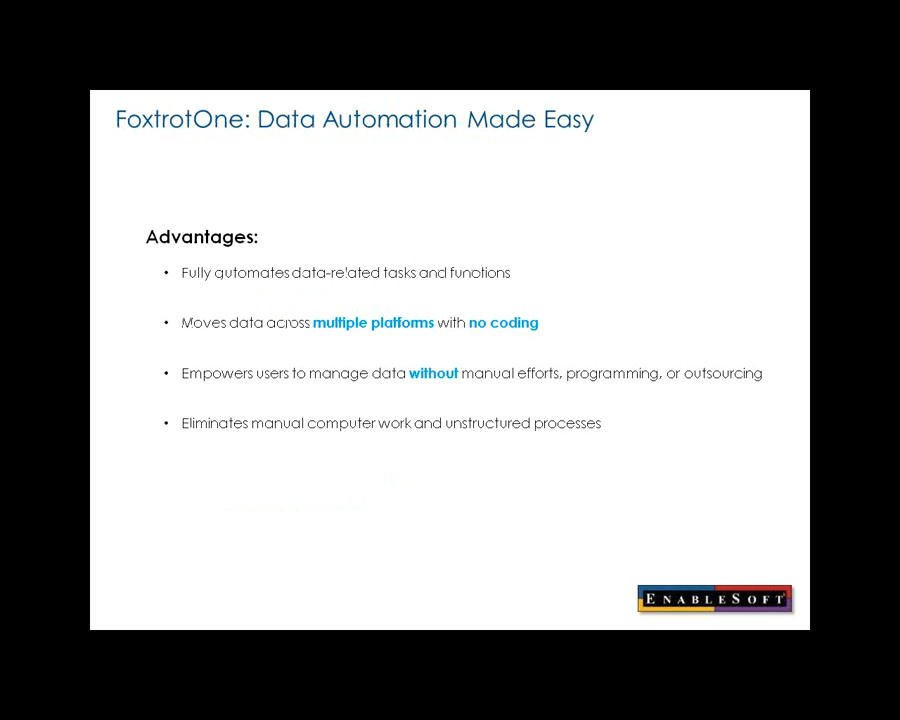 FoxtrotOne: Data Automation Made Easy
Advantages:
• Fully automates data-related tasks and functions
• Moves data across multiple platforms with no coding
• Empowers users to manage data without manual efforts, programming, or outsourcing
• Eliminates manual computer work and unstructured processes
ENABLESOFT